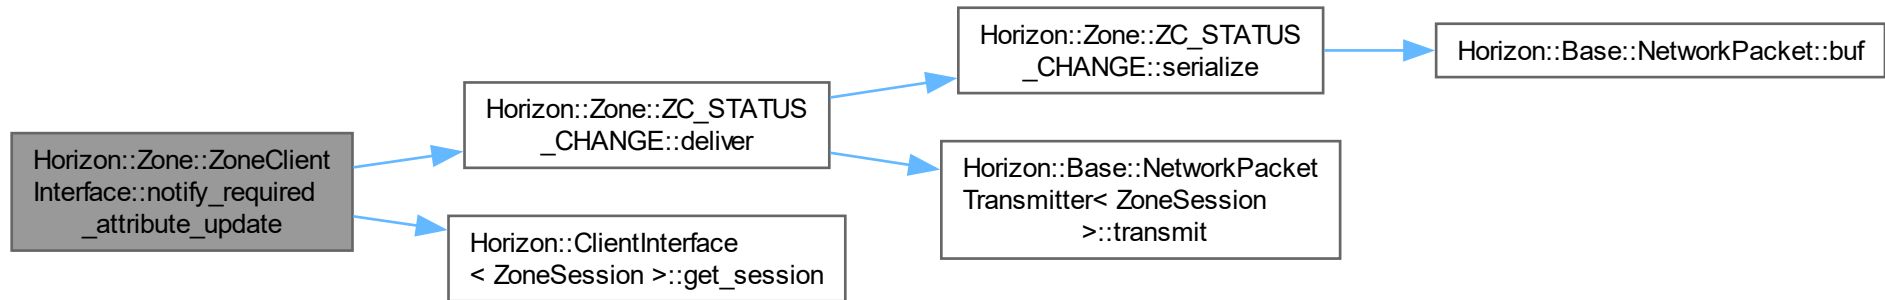 Horizon::Zone::ZoneClient
Interface::notify_required
_attribute_update
Horizon::Zone::ZC_STATUS
_CHANGE::deliver
Horizon::Zone::ZC_STATUS
_CHANGE::serialize
Horizon::Base::NetworkPacket::buf
Horizon::Base::NetworkPacket
Transmitter< ZoneSession
>::transmit
Horizon::ClientInterface
< ZoneSession >::get_session